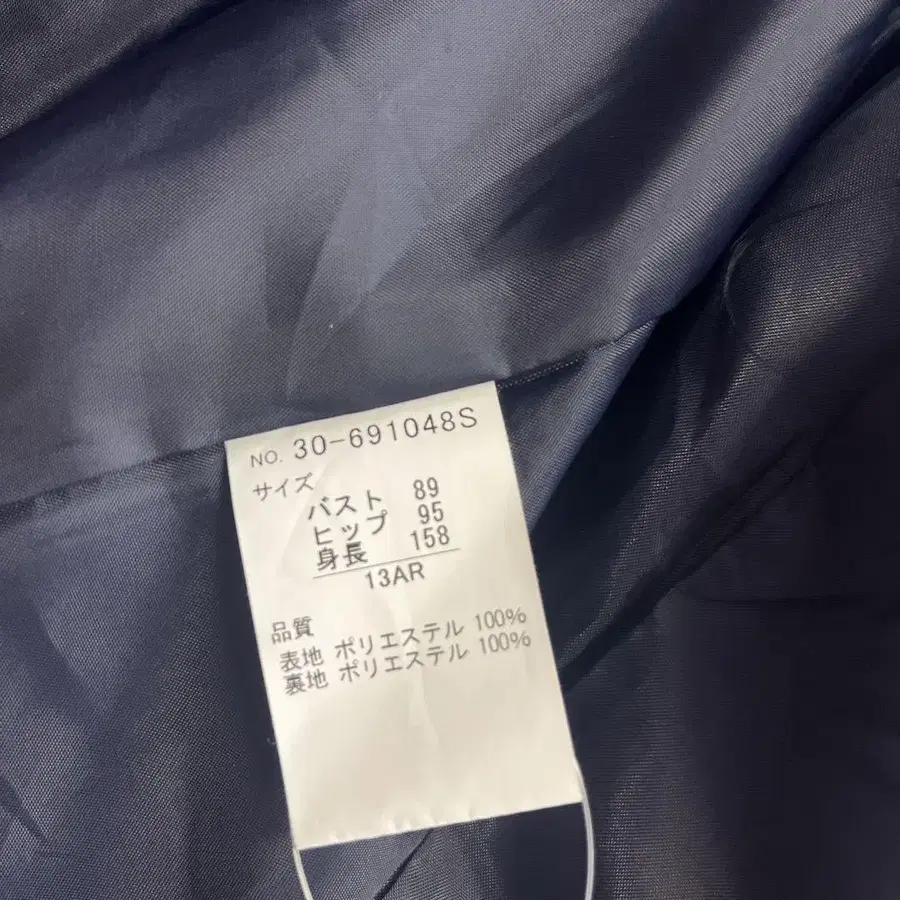 NO. 30-691048S
サイズ
バスト 89
ヒップ 95
身長 158
13AR
品質
表地 ポリエステル 100%
裏地 ポリエステル 100%